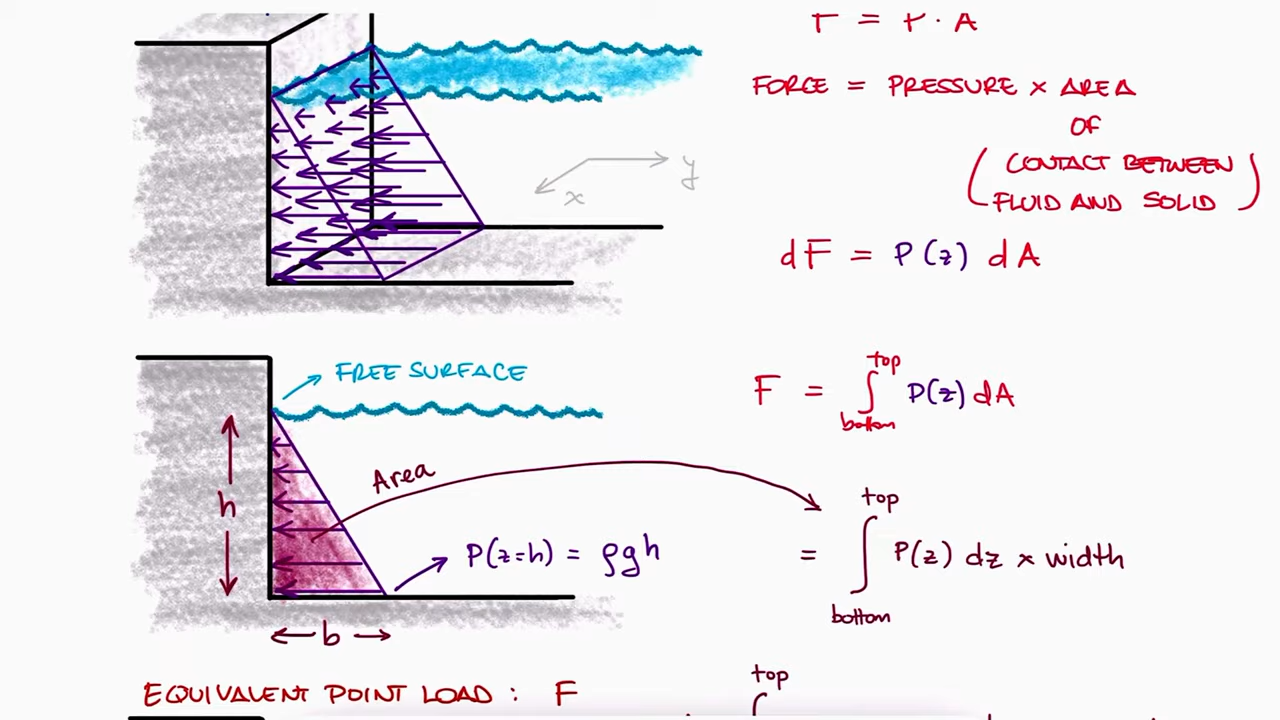 F = P · A
FORCE = PRESSURE × AREA
OF
(CONTACT BETWEEN
FLUID AND SOLID)
y
x
dF = P(z) dA
FREE SURFACE
top
F = ∫ P(z) dA
bottom
Area
h
top
P(z=h) = ρgh
= ∫ P(z) dz × width
bottom
b
EQUIVALENT POINT LOAD : F
top